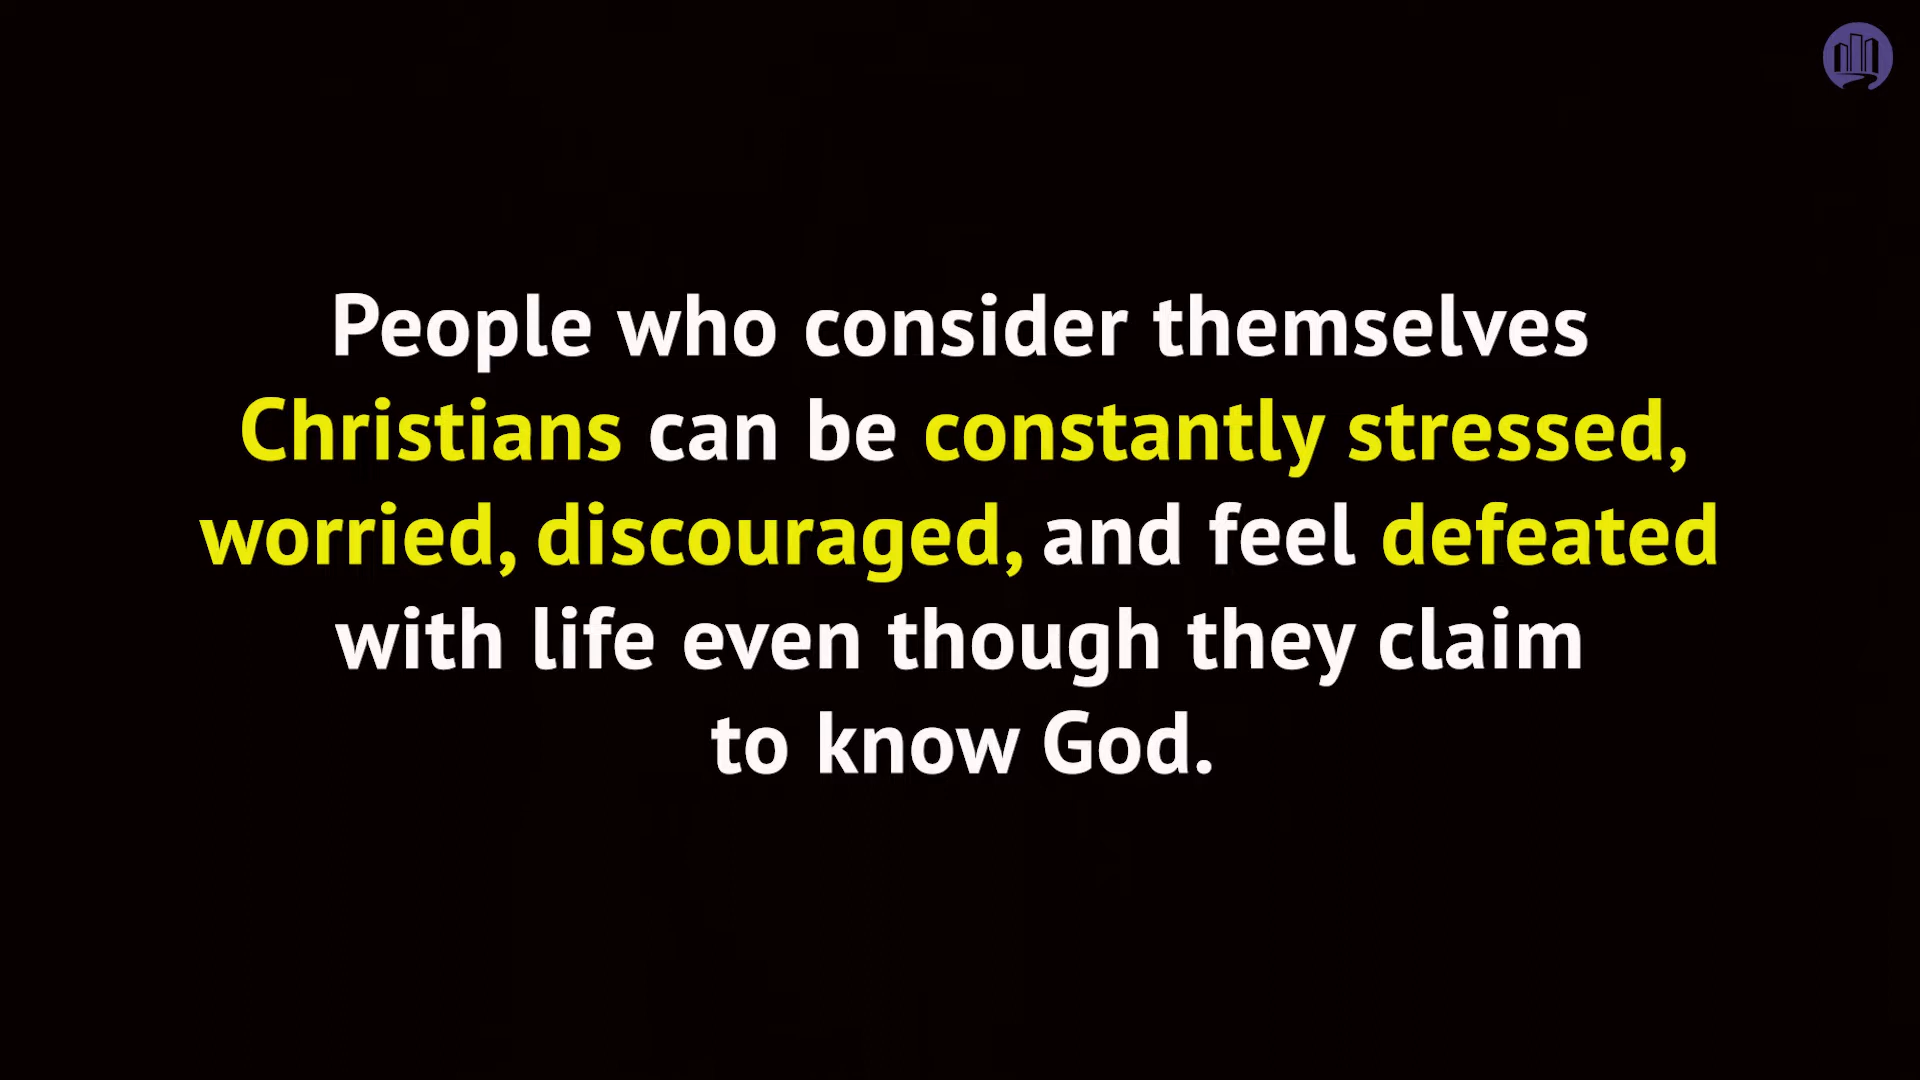 People who consider themselves
Christians can be constantly stressed,
worried, discouraged, and feel defeated
with life even though they claim
to know God.